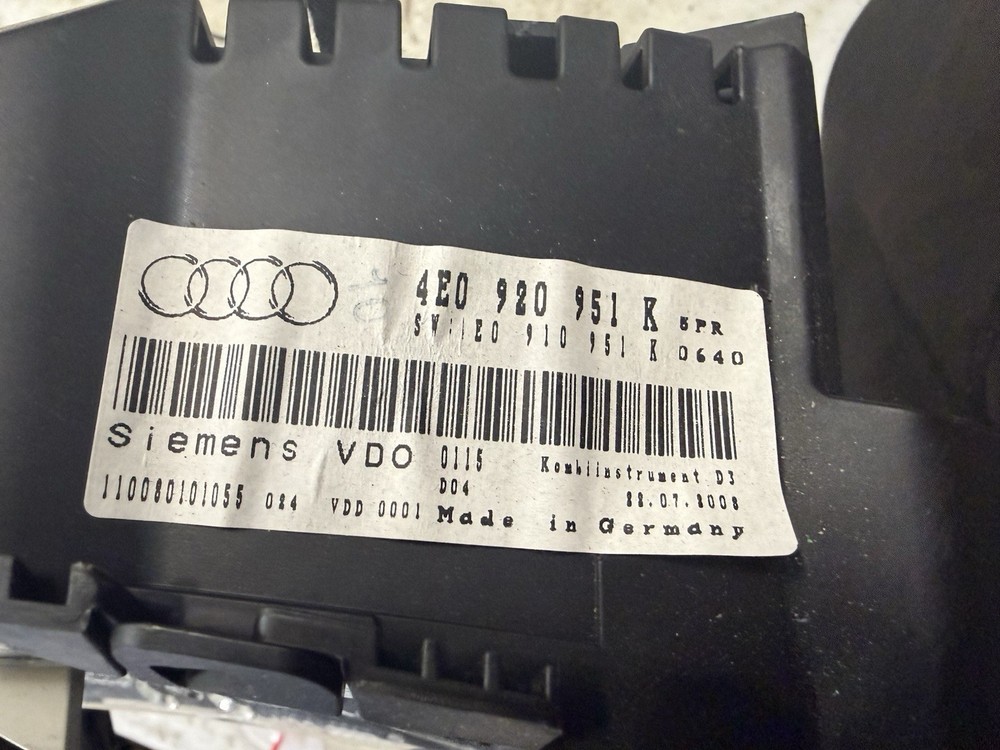 4E0 920 951 K 5PR
SW:4E0 910 951 K 0640
Siemens VDO 0115 Kombiinstrument D3
D04 22.07.2008
110080101055 024 VDD 0001 Made in Germany